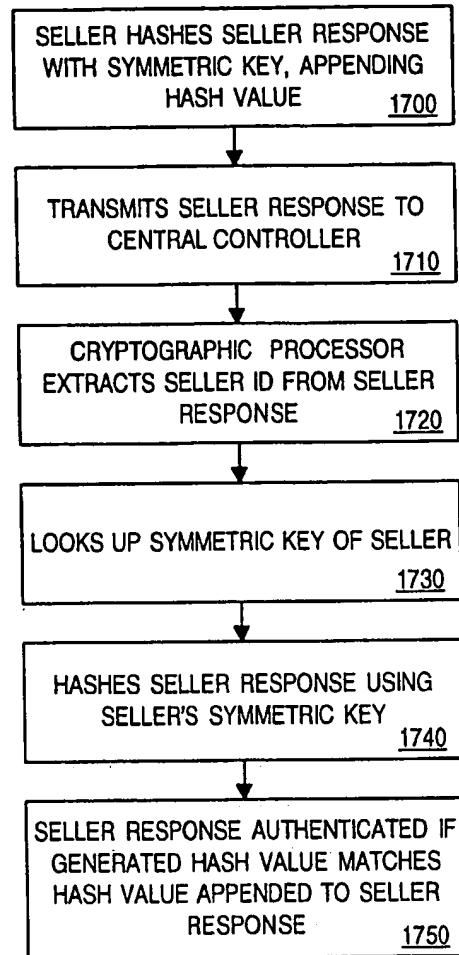 SELLER HASHES SELLER RESPONSE
WITH SYMMETRIC KEY, APPENDING
HASH VALUE
1700
TRANSMITS SELLER RESPONSE TO
CENTRAL CONTROLLER
1710
CRYPTOGRAPHIC PROCESSOR
EXTRACTS SELLER ID FROM SELLER
RESPONSE
1720
LOOKS UP SYMMETRIC KEY OF SELLER
1730
HASHES SELLER RESPONSE USING
SELLER'S SYMMETRIC KEY
1740
SELLER RESPONSE AUTHENTICATED IF
GENERATED HASH VALUE MATCHES
HASH VALUE APPENDED TO SELLER
RESPONSE
1750